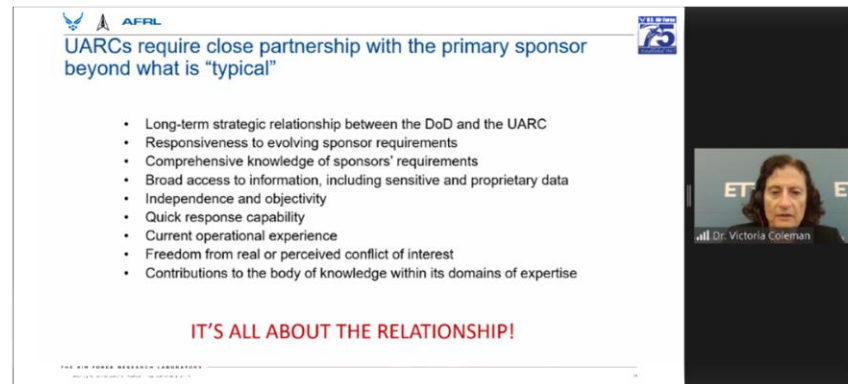 AFRL
U.S. Air Force
75
UARCs require close partnership with the primary sponsor
beyond what is “typical”
• Long-term strategic relationship between the DoD and the UARC
• Responsiveness to evolving sponsor requirements
• Comprehensive knowledge of sponsors’ requirements
• Broad access to information, including sensitive and proprietary data
• Independence and objectivity
• Quick response capability
• Current operational experience
• Freedom from real or perceived conflict of interest
• Contributions to the body of knowledge within its domains of expertise
IT’S ALL ABOUT THE RELATIONSHIP!
THE AIR FORCE RESEARCH LABORATORY
ET
E
Dr. Victoria Coleman